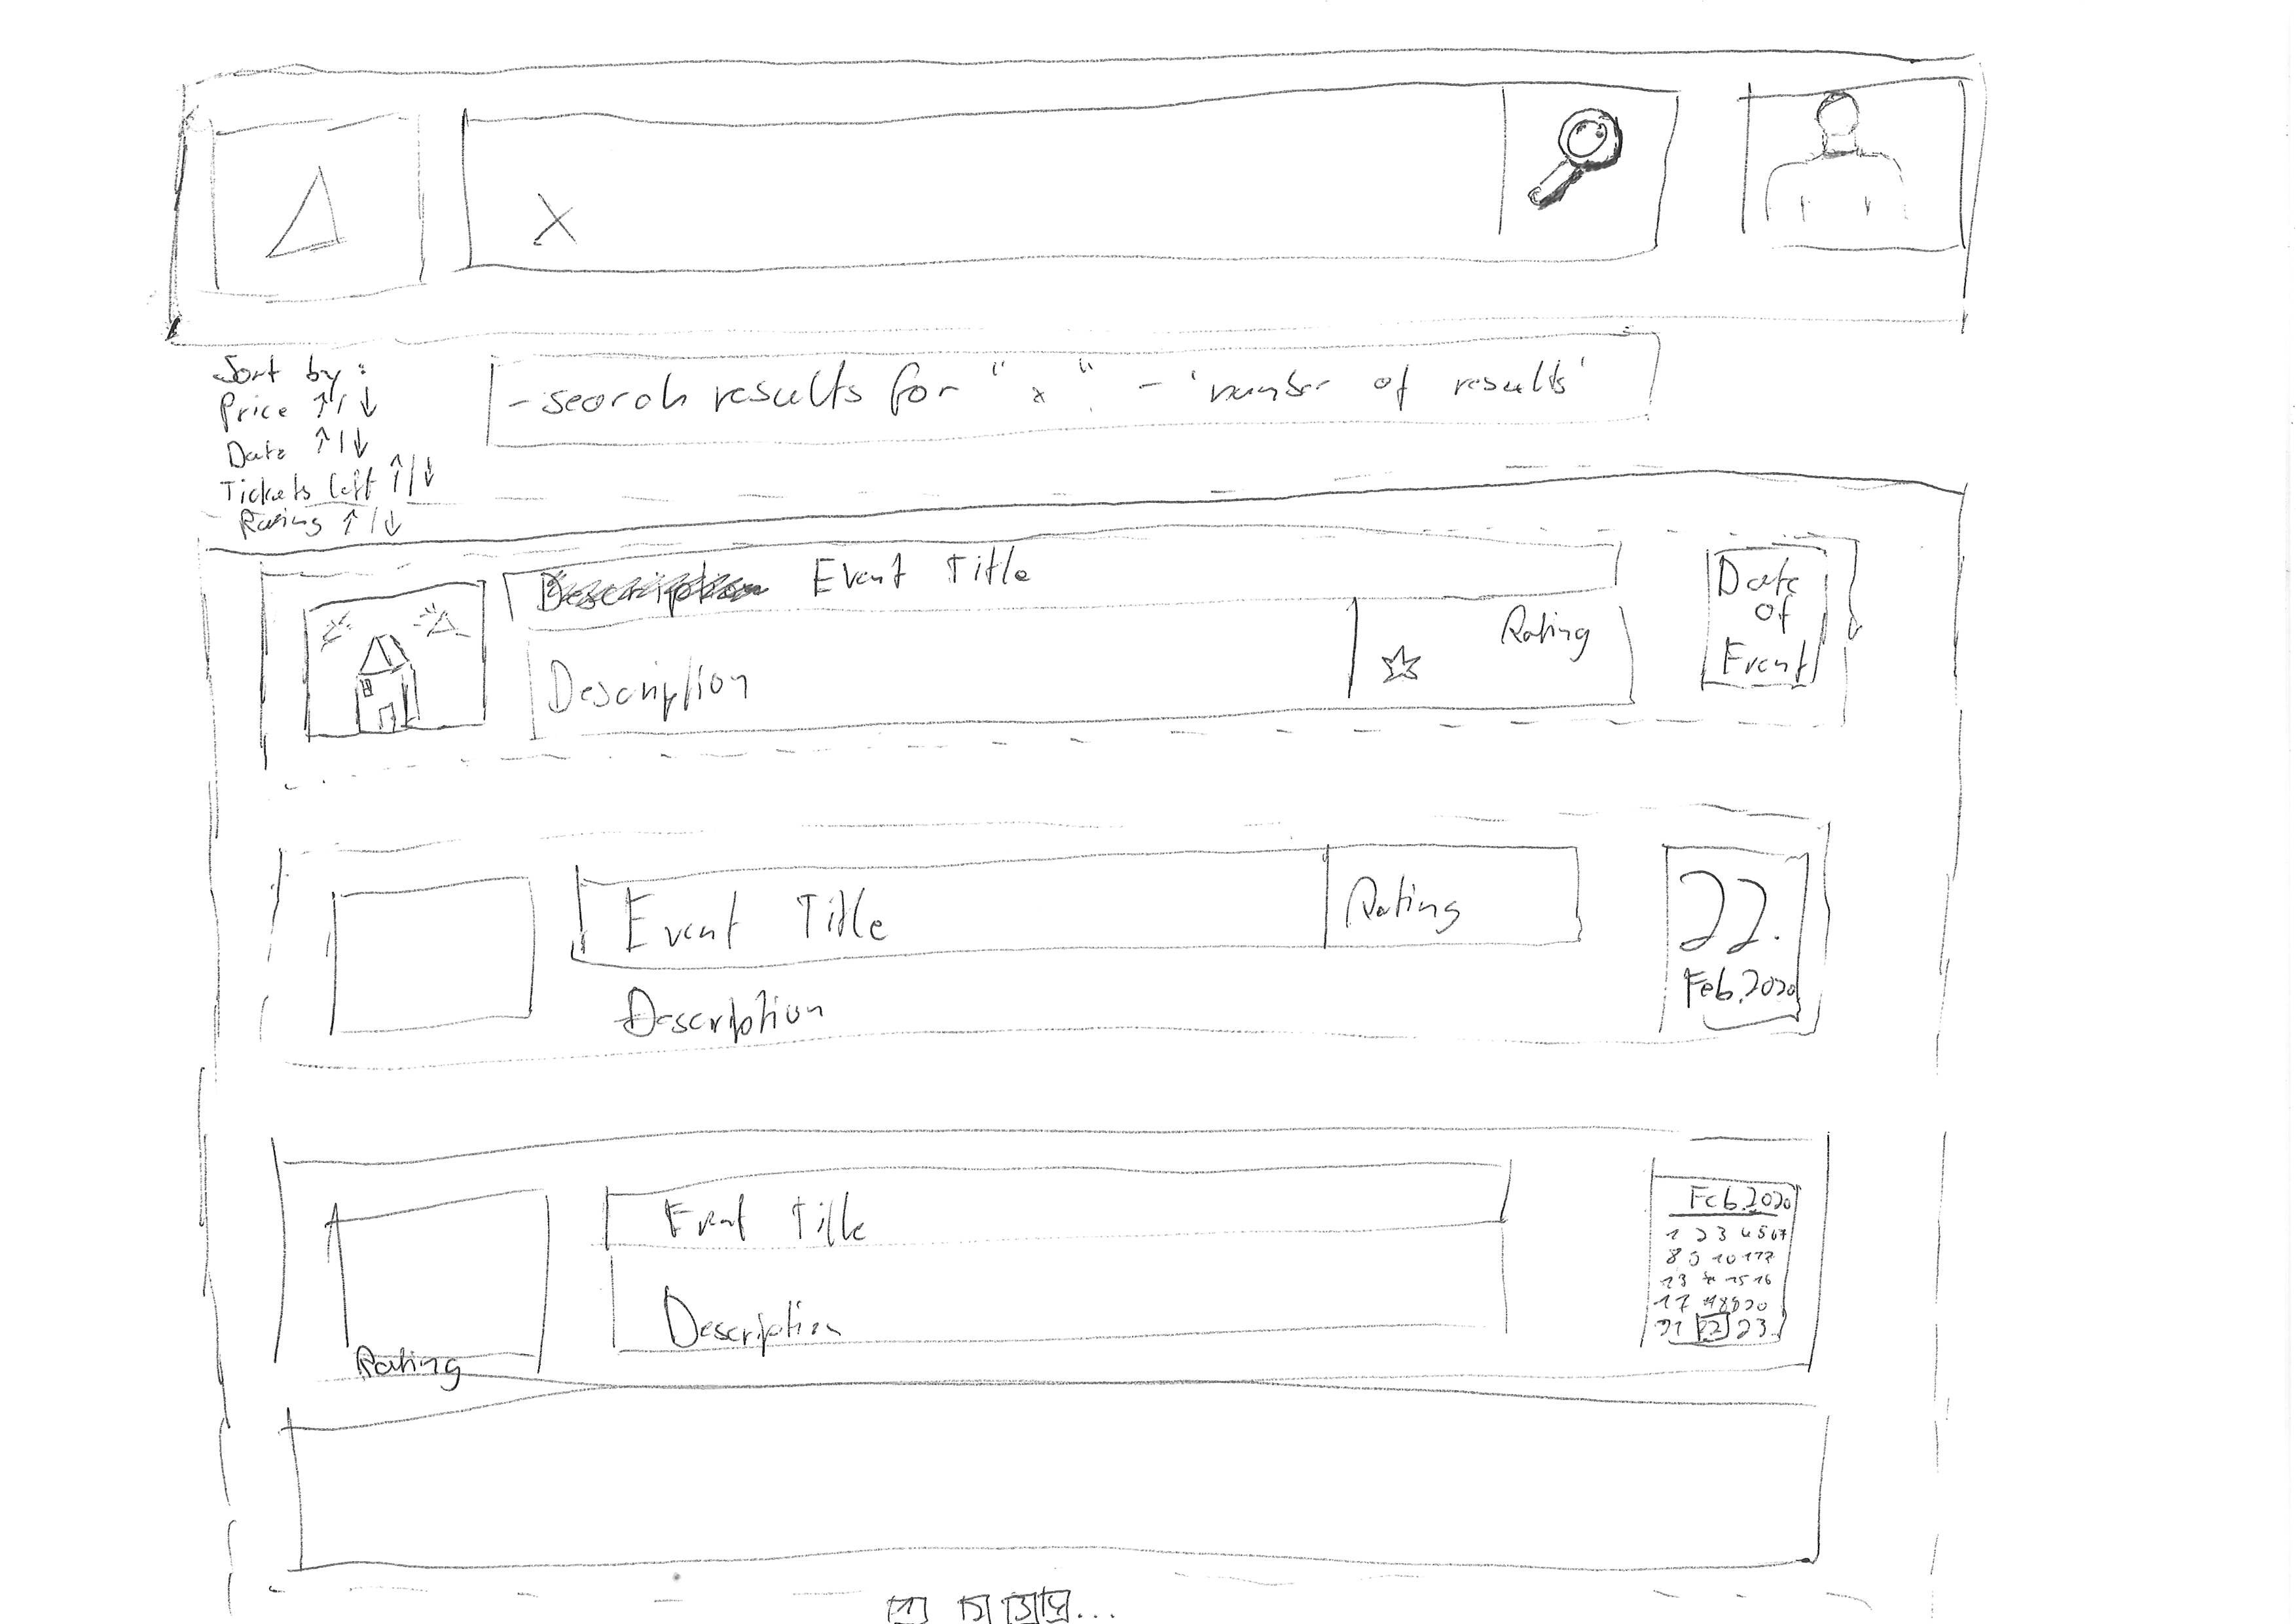 X
Sort by:
Price ↑/↓
Date ↑/↓
Tickets left ↑/↓
Rating ↑/↓
- search results for "x" - 'number of results'
Event Title
Description
Rating
Date
of
Event
Event Title
Rating
Description
22.
Feb.2020
Event Title
Description
Rating
Feb.2020
1 2 3 4 5 6 7
8 9 10 11 12
13 15 16
17 18 20
21 22 23
1 2 3 4 ...